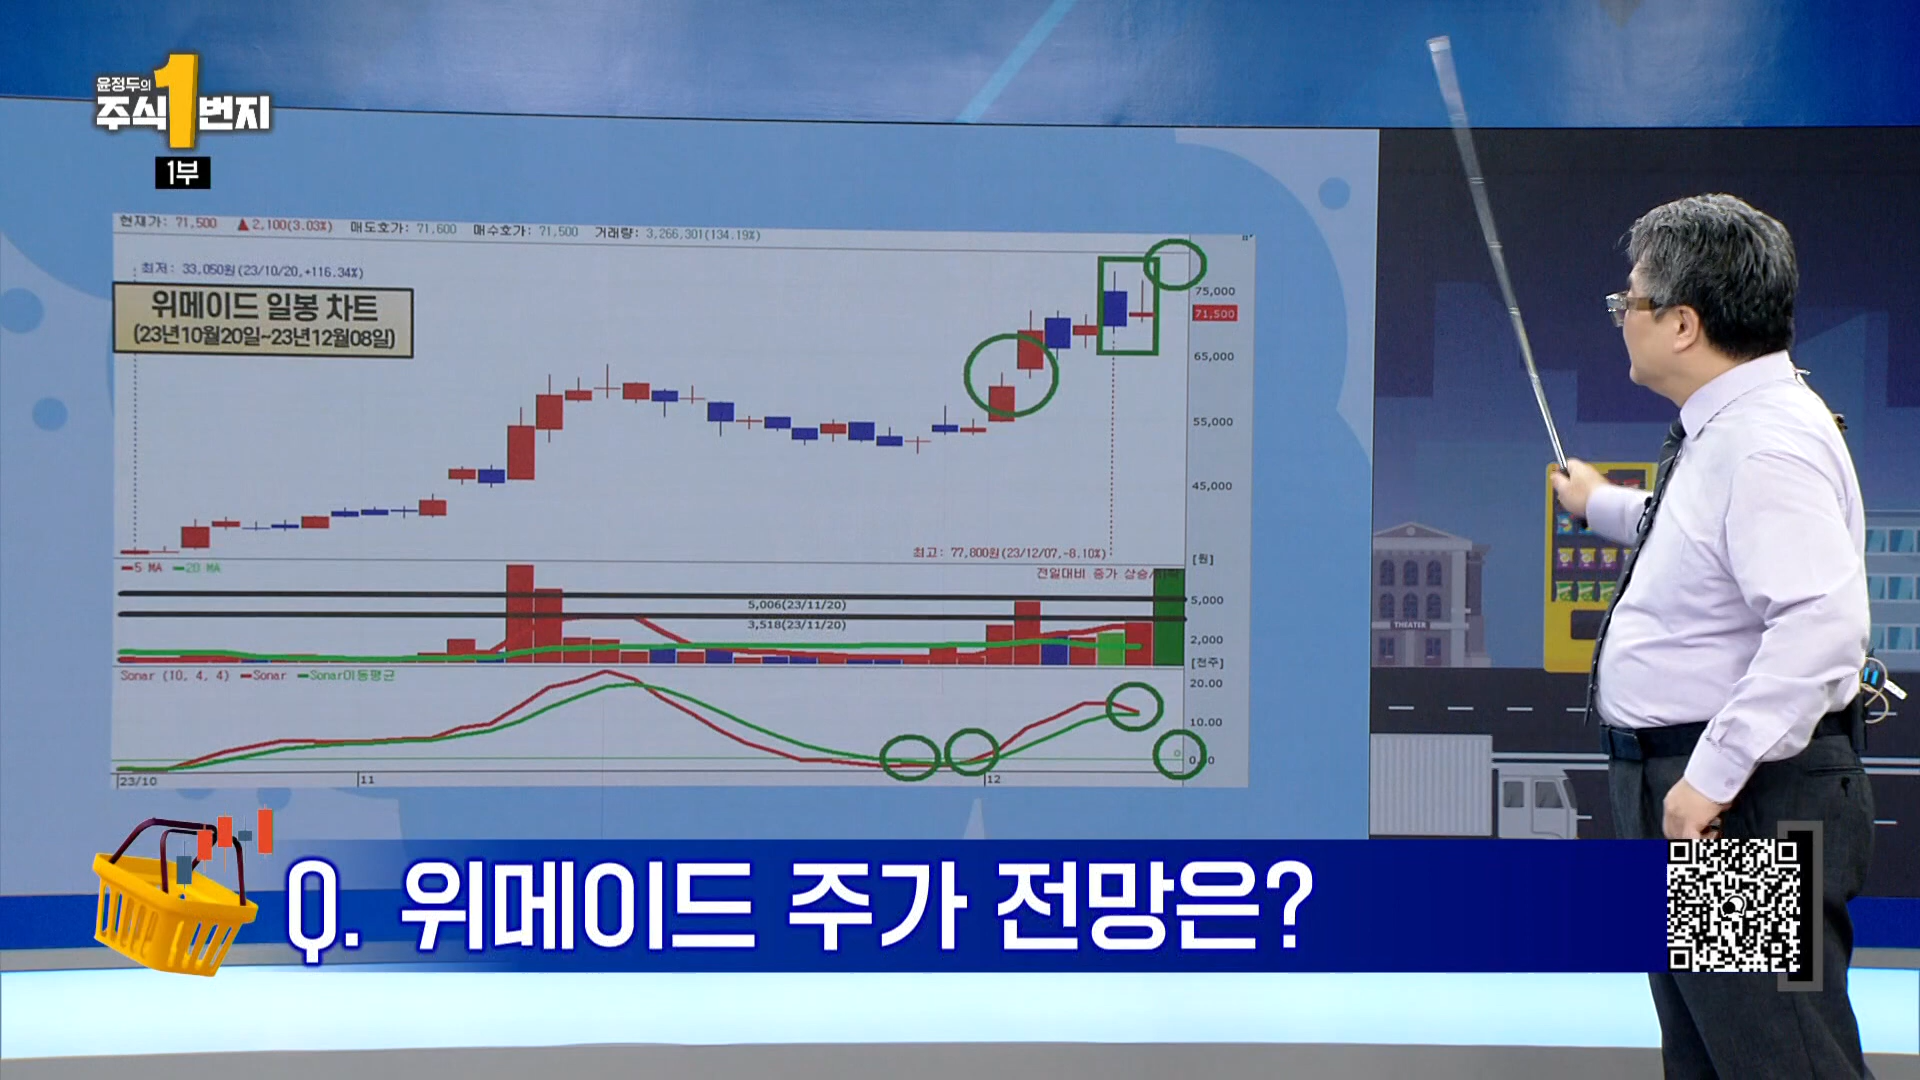 윤정두의
주식1번지
1부
현재가: 71,500 ▲2,100(3.03%) 매도호가: 71,600 매수호가: 71,500 거래량: 3,266,301(134.19%)
최저: 33,050원(23/10/20,+116.34%)
위메이드 일봉 차트
(23년10월20일~23년12월08일)
75,000
71,500
65,000
55,000
45,000
최고: 77,800원(23/12/07,-8.10%)
[원]
5 MA 20 MA
전일대비 증가 상승/
5,006(23/11/20)
5,000
3,518(23/11/20)
2,000
[천주]
Sonar (10, 4, 4) Sonar Sonar이동평균
20.00
10.00
23/10
11
12
THEATER
Q. 위메이드 주가 전망은?